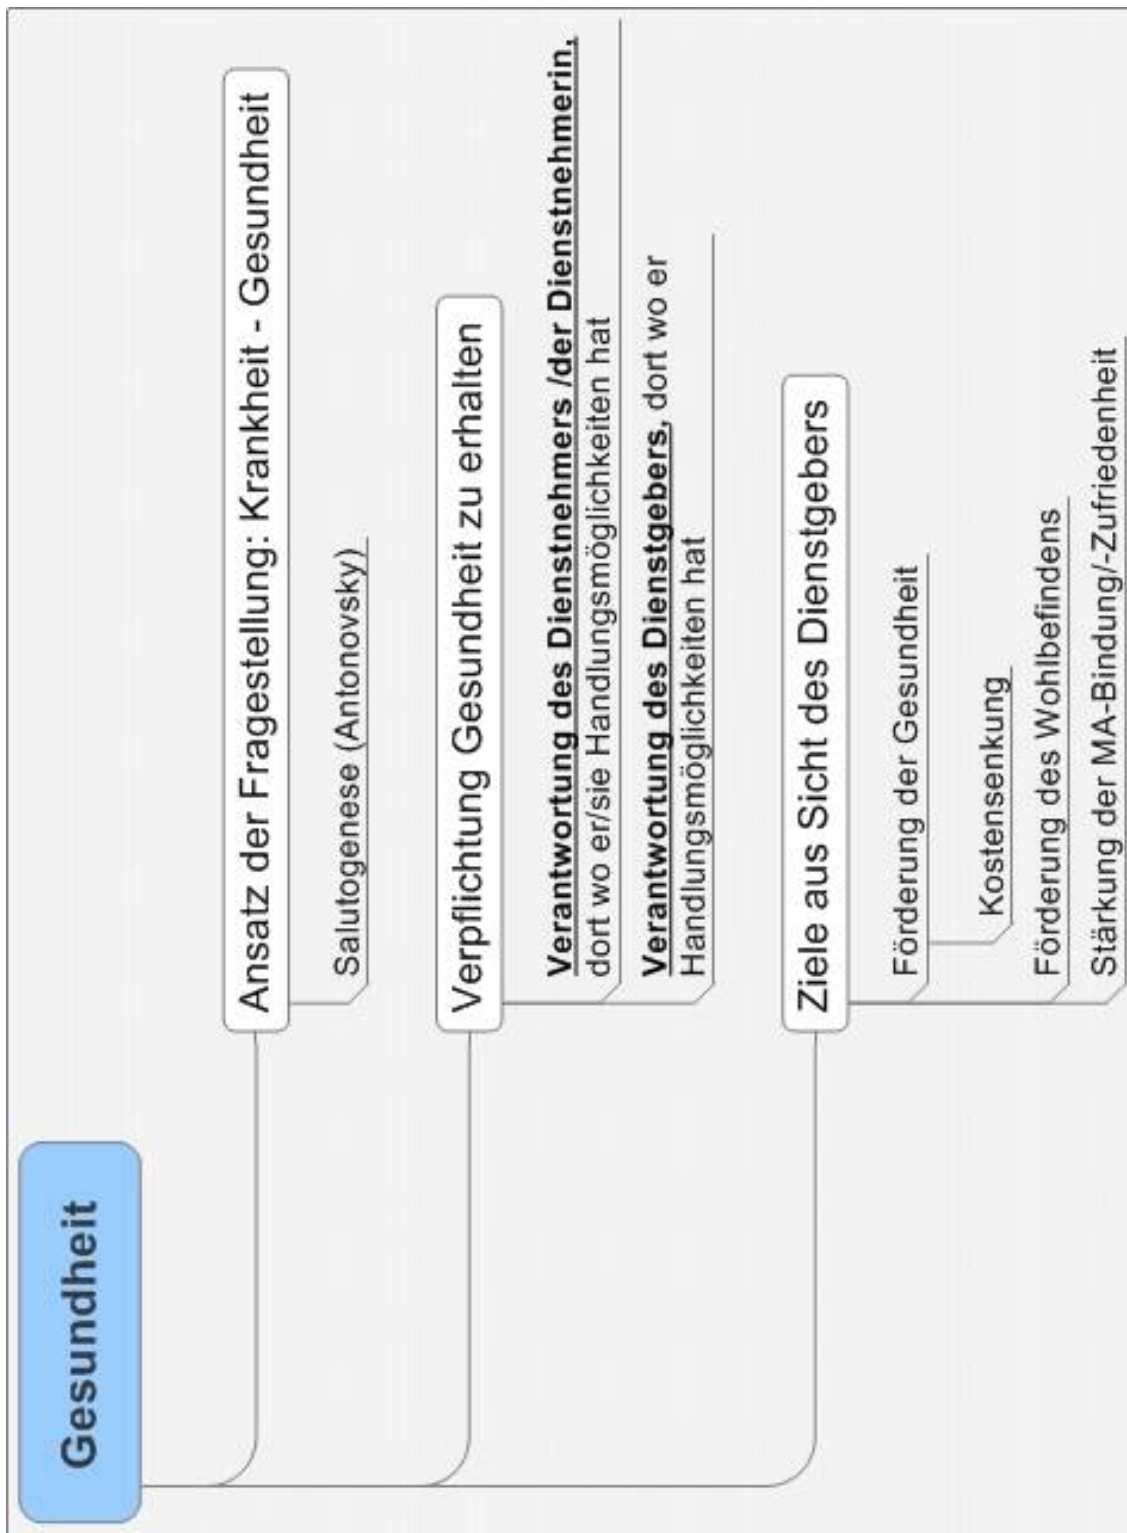 Gesundheit
Ansatz der Fragestellung: Krankheit - Gesundheit
Salutogenese (Antonovsky)
Verpflichtung Gesundheit zu erhalten
Verantwortung des Dienstnehmers /der Dienstnehmerin,
dort wo er/sie Handlungsmöglichkeiten hat
Verantwortung des Dienstgebers, dort wo er
Handlungsmöglichkeiten hat
Ziele aus Sicht des Dienstgebers
Förderung der Gesundheit
Kostensenkung
Förderung des Wohlbefindens
Stärkung der MA-Bindung/-Zufriedenheit